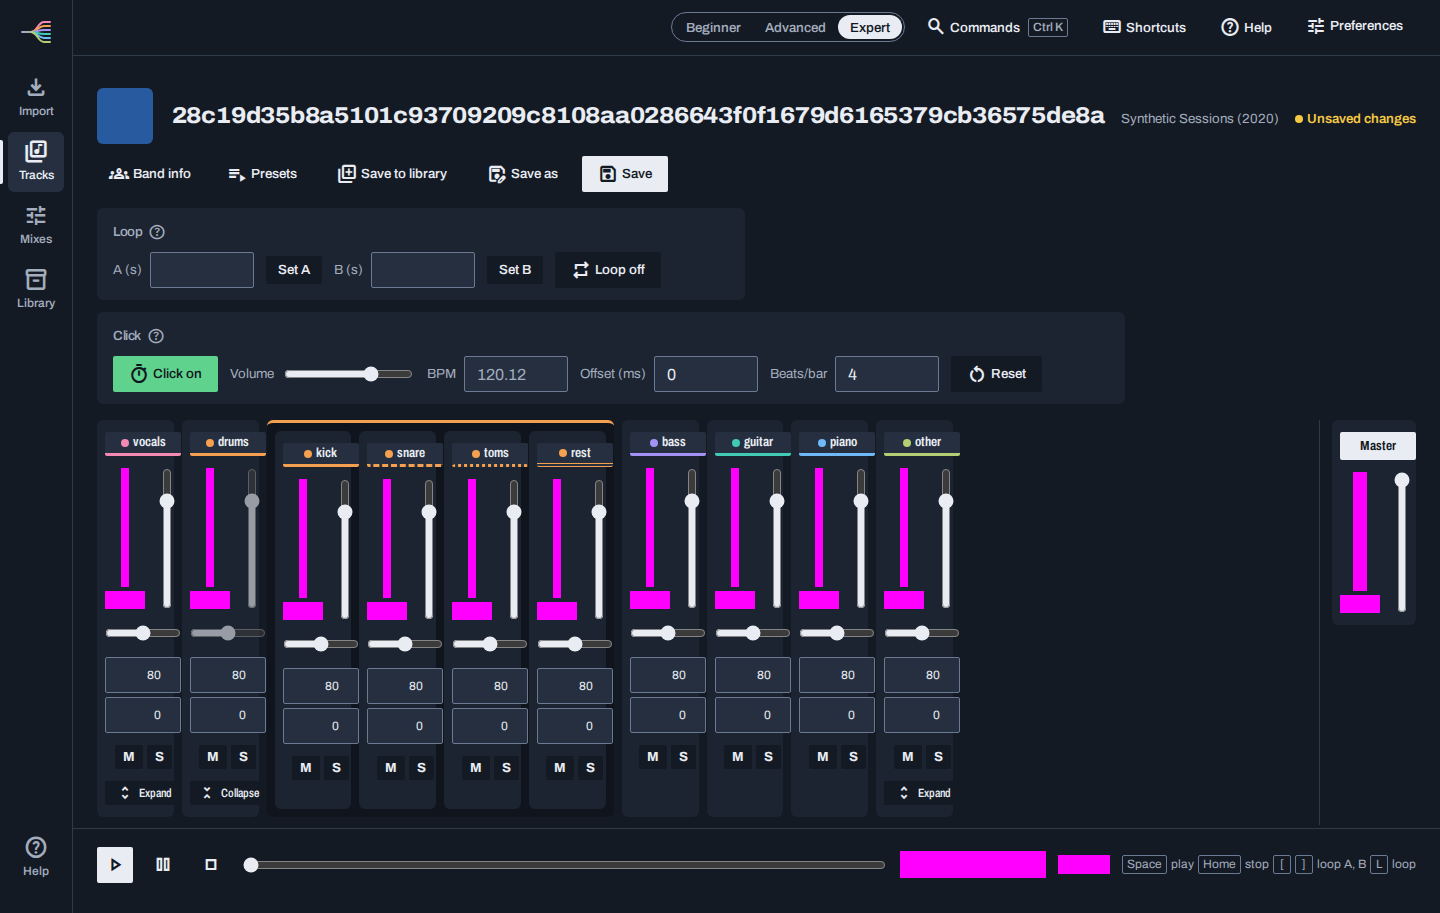 Beginner Advanced Expert Commands Ctrl K Shortcuts Help Preferences
Import
Tracks
Mixes
Library
Help
28c19d35b8a5101c93709209c8108aa0286643f0f1679d6165379cb36575de8a Synthetic Sessions (2020) Unsaved changes
Band info Presets Save to library Save as Save
Loop
A (s) Set A B (s) Set B Loop off
Click
Click on Volume BPM 120.12 Offset (ms) 0 Beats/bar 4 Reset
vocals drums kick snare toms rest bass guitar piano other Master
80 80 80 80 80 80 80 80 80 80
0 0 0 0 0 0 0 0 0 0
M S M S M S M S M S M S M S M S M S M S
Expand Collapse Expand
Space play Home stop [ ] loop A, B L loop